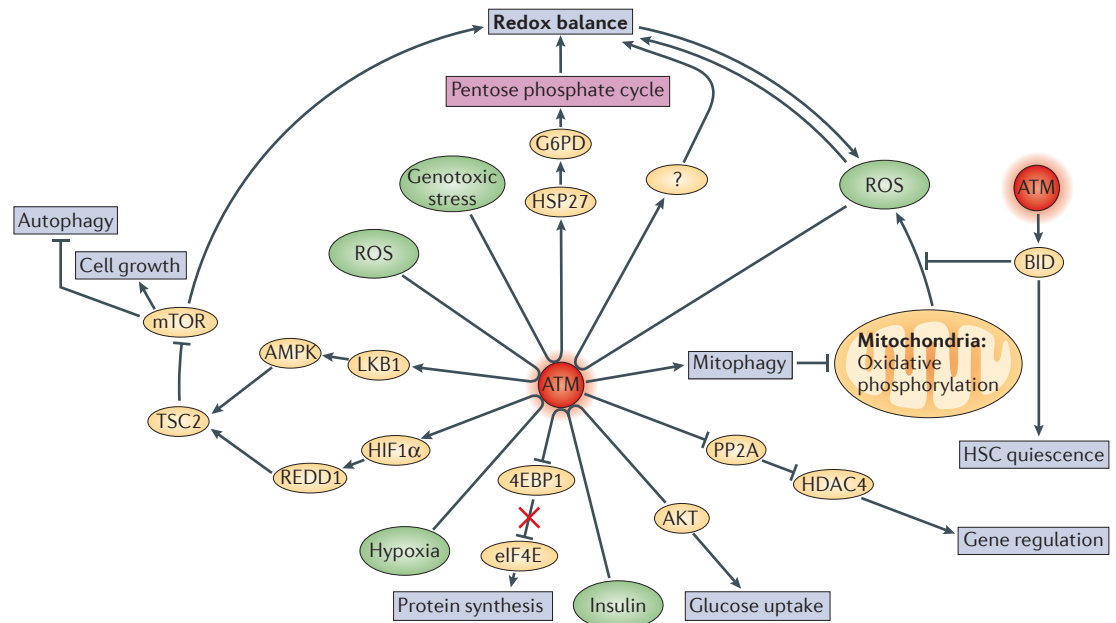 Redox balance
Pentose phosphate cycle
G6PD
Genotoxic
stress
HSP27
?
ROS
ATM
Autophagy
ROS
Cell growth
BID
mTOR
AMPK
LKB1
ATM
Mitophagy
Mitochondria:
Oxidative
phosphorylation
TSC2
HIF1α
PP2A
HSC quiescence
REDD1
4EBP1
HDAC4
AKT
Gene regulation
Hypoxia
eIF4E
Protein synthesis
Insulin
Glucose uptake